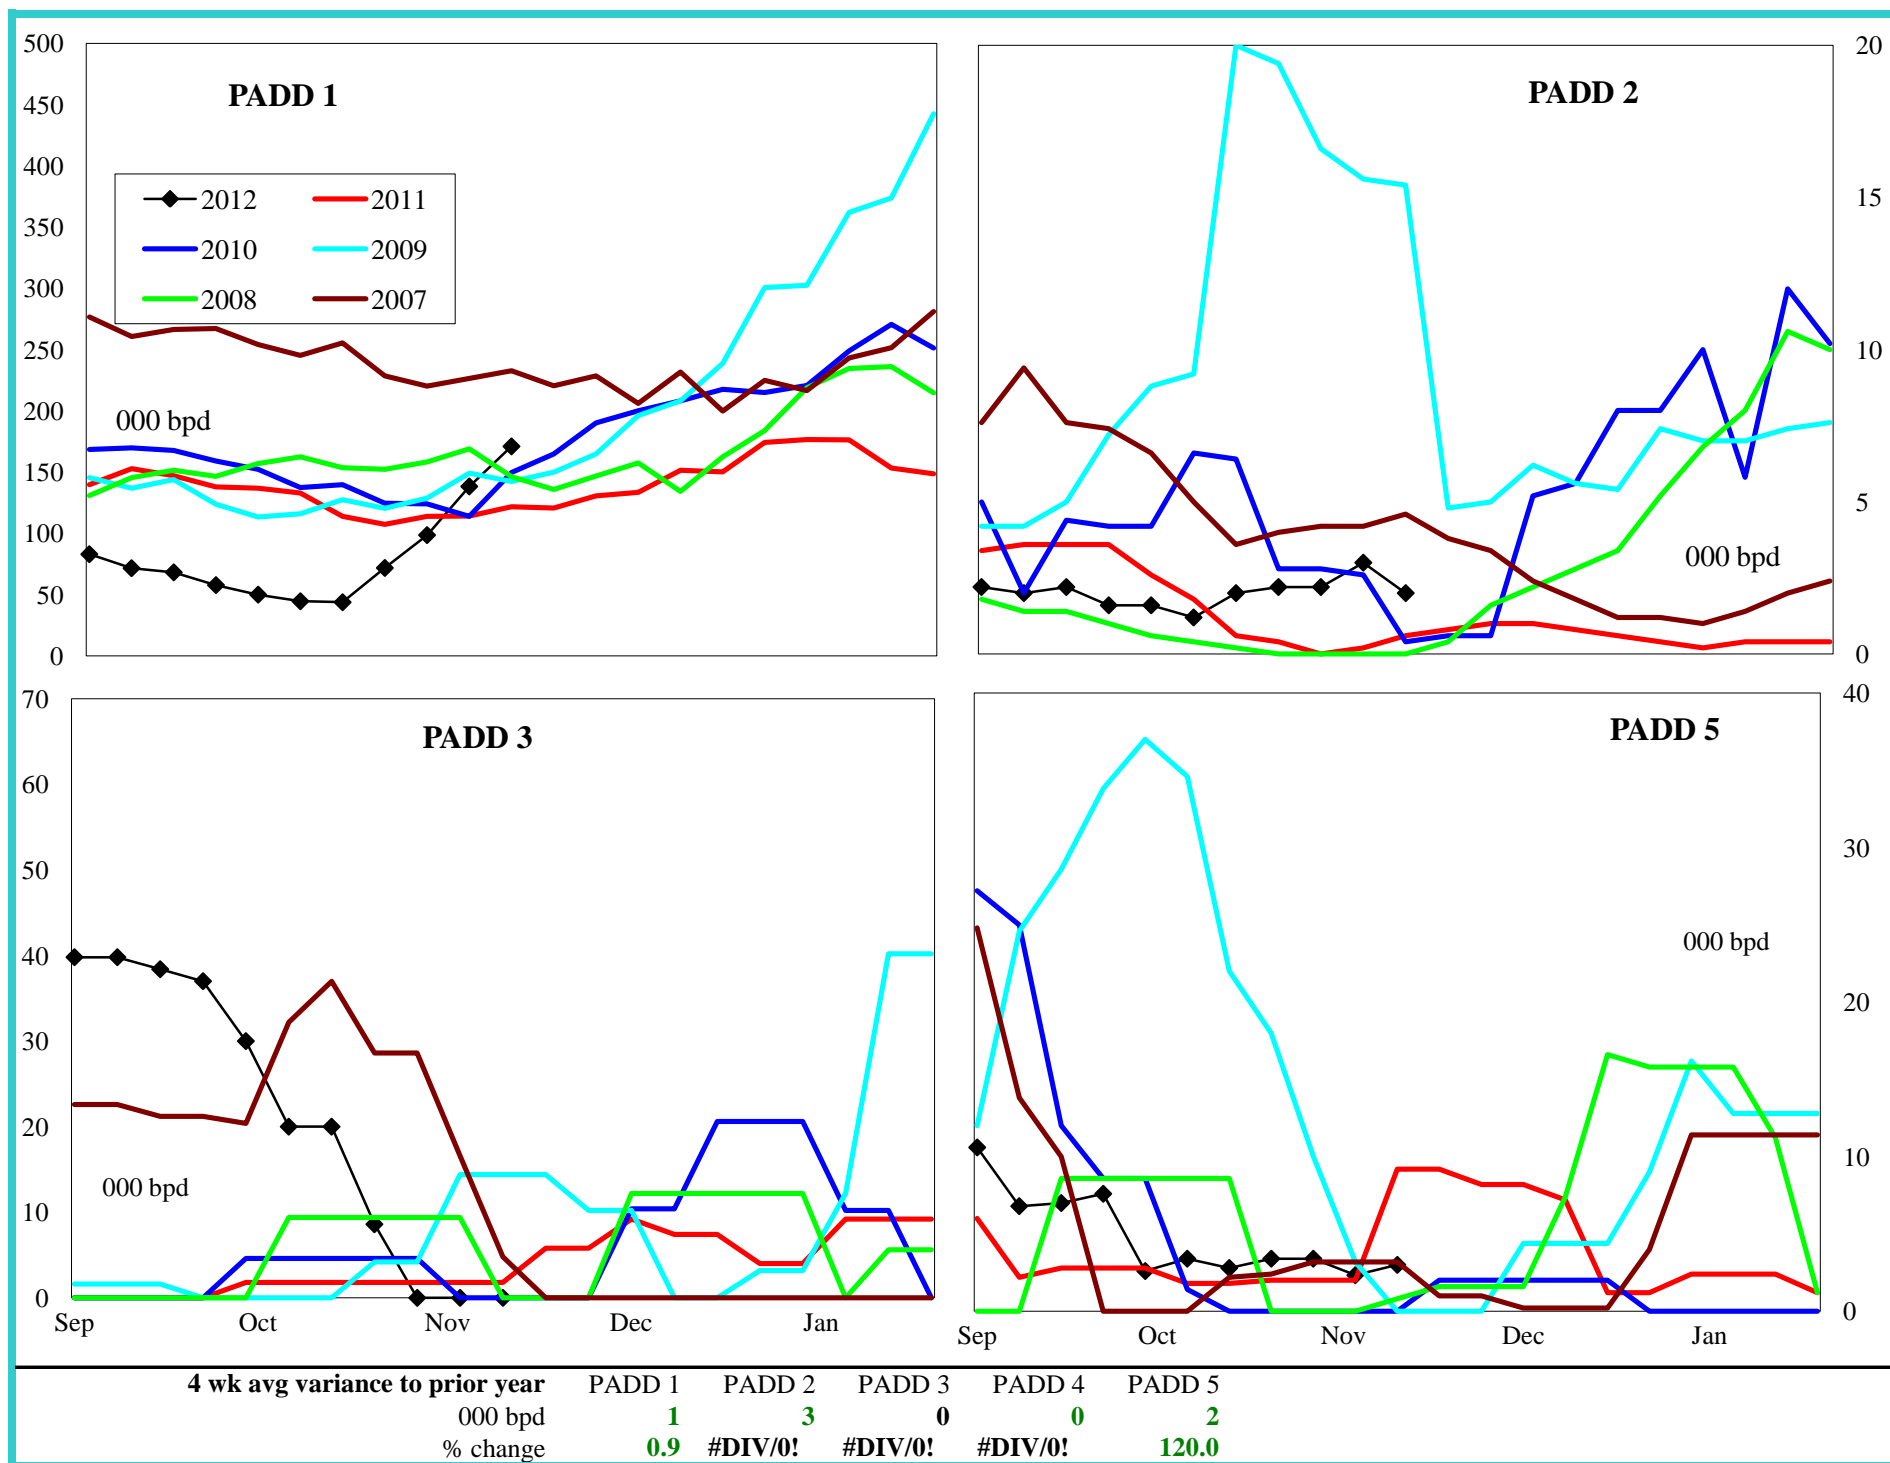 500
450
400
350
300
250
200
150
100
50
0
PADD 1
2012 2011
2010 2009
2008 2007
000 bpd
PADD 2
20
15
10
5
0
000 bpd
70
60
50
40
30
20
10
0
PADD 3
000 bpd
Sep Oct Nov Dec Jan
PADD 5
40
30
20
10
0
000 bpd
Sep Oct Nov Dec Jan
4 wk avg variance to prior year PADD 1 PADD 2 PADD 3 PADD 4 PADD 5
000 bpd 1 3 0 0 2
% change 0.9 #DIV/0! #DIV/0! #DIV/0! 120.0